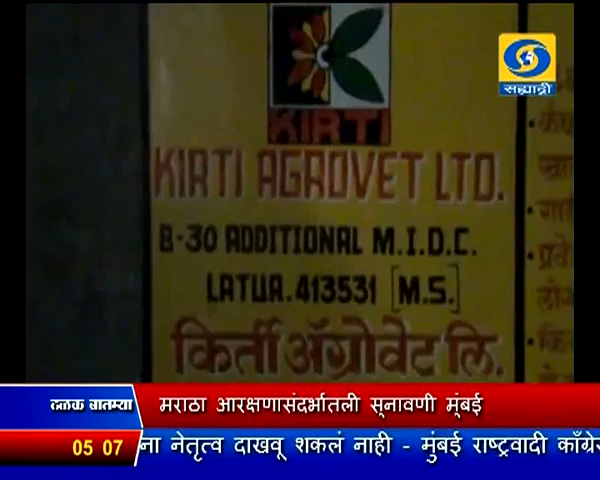 सह्याद्री
KIRTI
KIRTI AGROVET LTD.
B-30 ADDITIONAL M.I.D.C.
LATUR.413531 [M.S.]
किर्ती ॲग्रोवेट लि.
ठळक बातम्या
मराठा आरक्षणासंदर्भातली सुनावणी मुंबई
05 07
ना नेतृत्व दाखवू शकलं नाही - मुंबई राष्ट्रवादी काँग्रेस